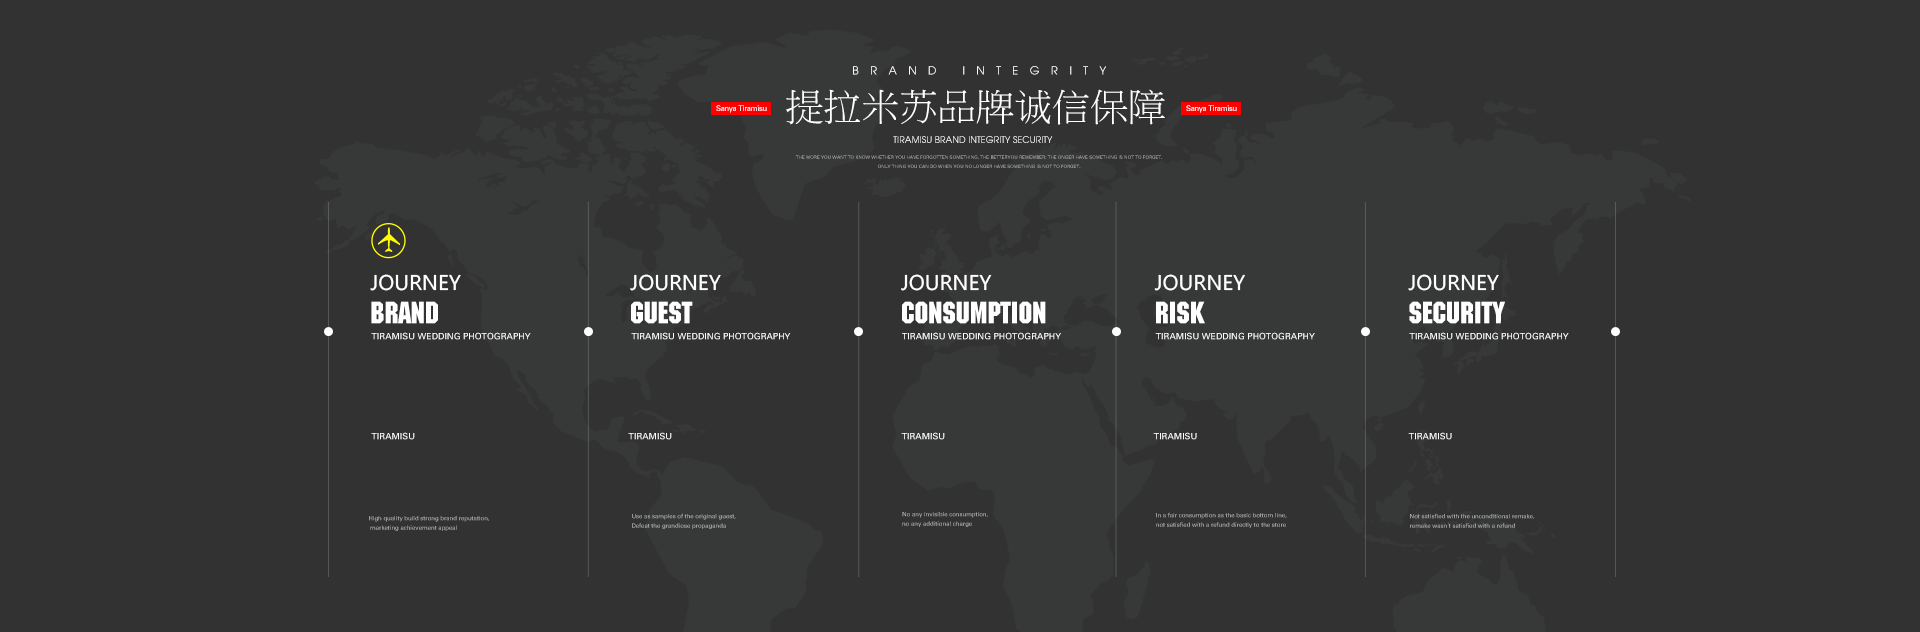 BRAND INTEGRITY
Sanya Tiramisu
提拉米苏品牌诚信保障
Sanya Tiramisu
TIRAMISU BRAND INTEGRITY SECURITY
THE MORE YOU WANT TO KNOW WHETHER YOU HAVE FORGOTTEN SOMETHING, THE BETTER YOU REMEMBER. THE ONGER HAVE SOMETHING IS NOT TO FORGET.
ONLY THING YOU CAN DO WHEN YOU NO LONGER HAVE SOMETHING IS NOT TO FORGET.
JOURNEY
BRAND
TIRAMISU WEDDING PHOTOGRAPHY
TIRAMISU
High quality build strong brand reputation,
marketing achievement appeal
JOURNEY
GUEST
TIRAMISU WEDDING PHOTOGRAPHY
TIRAMISU
Use as samples of the original guest,
Defeat the grandiose propaganda
JOURNEY
CONSUMPTION
TIRAMISU WEDDING PHOTOGRAPHY
TIRAMISU
No any invisible consumption,
no any additional charge
JOURNEY
RISK
TIRAMISU WEDDING PHOTOGRAPHY
TIRAMISU
In a fair consumption as the basic bottom line,
not satisfied with a refund directly to the store
JOURNEY
SECURITY
TIRAMISU WEDDING PHOTOGRAPHY
TIRAMISU
Not satisfied with the unconditional remake,
remake wasn't satisfied with a refund